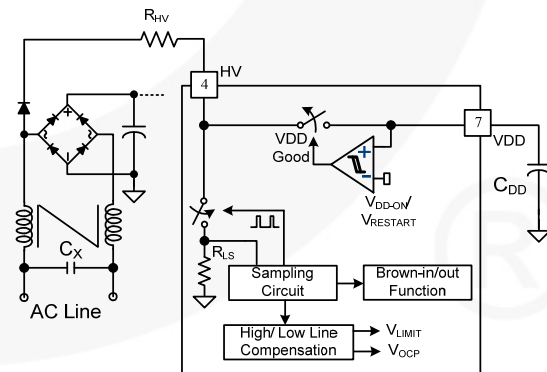 RHV
4
HV
7
VDD
VDD
Good
+
-
VDD-ON/
VRESTART
CDD
+
-
~
~
CX
AC Line
RLS
Sampling
Circuit
Brown-in/out
Function
High/ Low Line
Compensation
VLIMIT
VOCP
®